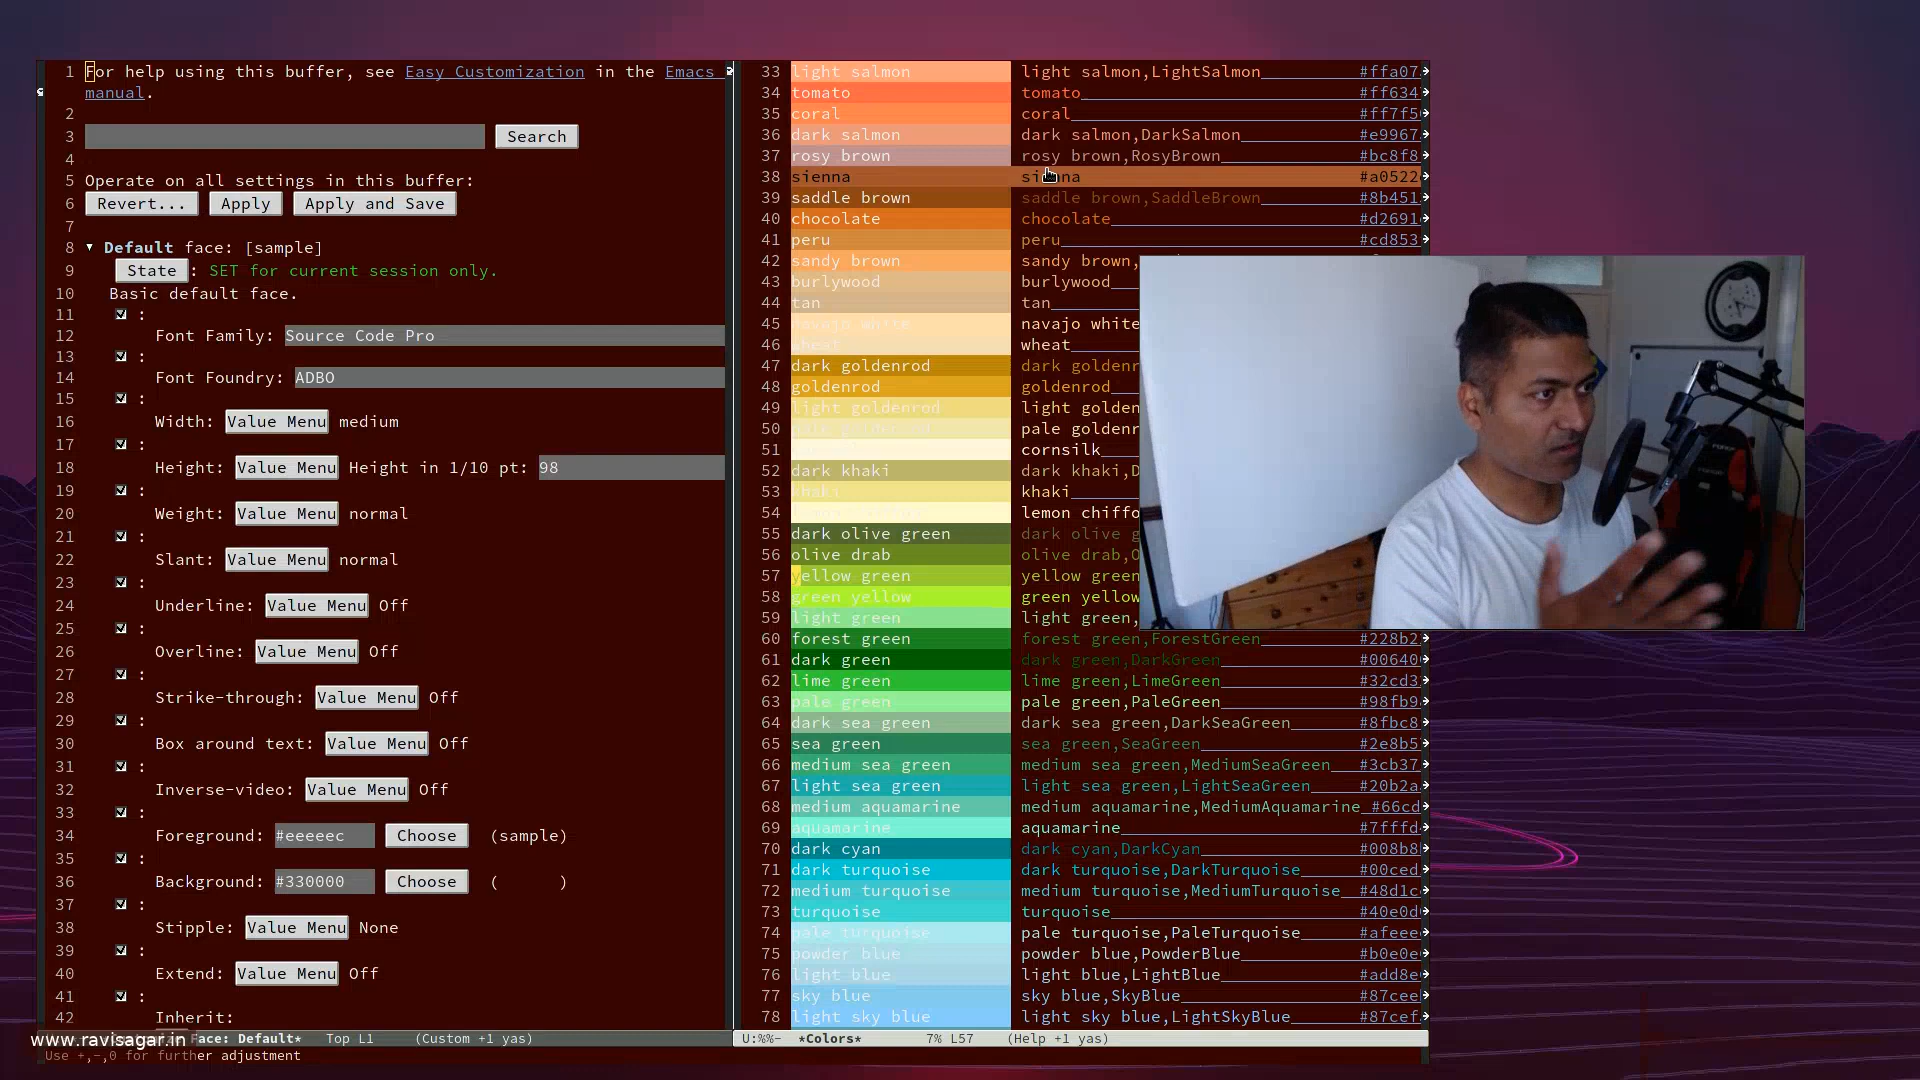 1 For help using this buffer, see Easy Customization in the Emacs
manual.
2
3 Search
4
5 Operate on all settings in this buffer:
6 Revert... Apply Apply and Save
7
8 ▼ Default face: [sample]
9 State : SET for current session only.
10 Basic default face.
11 :
12 Font Family: Source Code Pro
13 :
14 Font Foundry: ADBO
15 :
16 Width: Value Menu medium
17 :
18 Height: Value Menu Height in 1/10 pt: 98
19 :
20 Weight: Value Menu normal
21 :
22 Slant: Value Menu normal
23 :
24 Underline: Value Menu Off
25 :
26 Overline: Value Menu Off
27 :
28 Strike-through: Value Menu Off
29 :
30 Box around text: Value Menu Off
31 :
32 Inverse-video: Value Menu Off
33 :
34 Foreground: #eeeeec Choose (sample)
35 :
36 Background: #330000 Choose ( )
37 :
38 Stipple: Value Menu None
39 :
40 Extend: Value Menu Off
41 :
42 Inherit:
Face: Default* Top L1 (Custom +1 yas)
www.ravisagar.in
Use +,-,0 for further adjustment
33 light salmon light salmon,LightSalmon #ffa07
34 tomato tomato #ff634
35 coral coral #ff7f5
36 dark salmon dark salmon,DarkSalmon #e9967
37 rosy brown rosy brown,RosyBrown #bc8f8
38 sienna sienna #a0522
39 saddle brown saddle brown,SaddleBrown #8b451
40 chocolate chocolate #d2691
41 peru peru #cd853
42 sandy brown sandy brown,
43 burlywood burlywood
44 tan tan
45 navajo white navajo white
46 wheat wheat
47 dark goldenrod dark goldenr
48 goldenrod goldenrod
49 light goldenrod light golden
50 pale goldenrod pale goldenr
51 cornsilk
52 dark khaki dark khaki,D
53 khaki khaki
54 lemon chiffo
55 dark olive green dark olive g
56 olive drab olive drab,O
57 yellow green yellow green
58 green yellow green yellow
59 light green light green,
60 forest green forest green,ForestGreen #228b2
61 dark green dark green,DarkGreen #00640
62 lime green lime green,LimeGreen #32cd3
63 pale green pale green,PaleGreen #98fb9
64 dark sea green dark sea green,DarkSeaGreen #8fbc8
65 sea green sea green,SeaGreen #2e8b5
66 medium sea green medium sea green,MediumSeaGreen #3cb37
67 light sea green light sea green,LightSeaGreen #20b2a
68 medium aquamarine medium aquamarine,MediumAquamarine #66cd
69 aquamarine aquamarine #7fffd
70 dark cyan dark cyan,DarkCyan #008b8
71 dark turquoise dark turquoise,DarkTurquoise #00ced
72 medium turquoise medium turquoise,MediumTurquoise #48d1c
73 turquoise turquoise #40e0d
74 pale turquoise pale turquoise,PaleTurquoise #afeee
75 powder blue powder blue,PowderBlue #b0e0e
76 light blue light blue,LightBlue #add8e
77 sky blue sky blue,SkyBlue #87cee
78 light sky blue light sky blue,LightSkyBlue #87cef
U:%%- *Colors* 7% L57 (Help +1 yas)